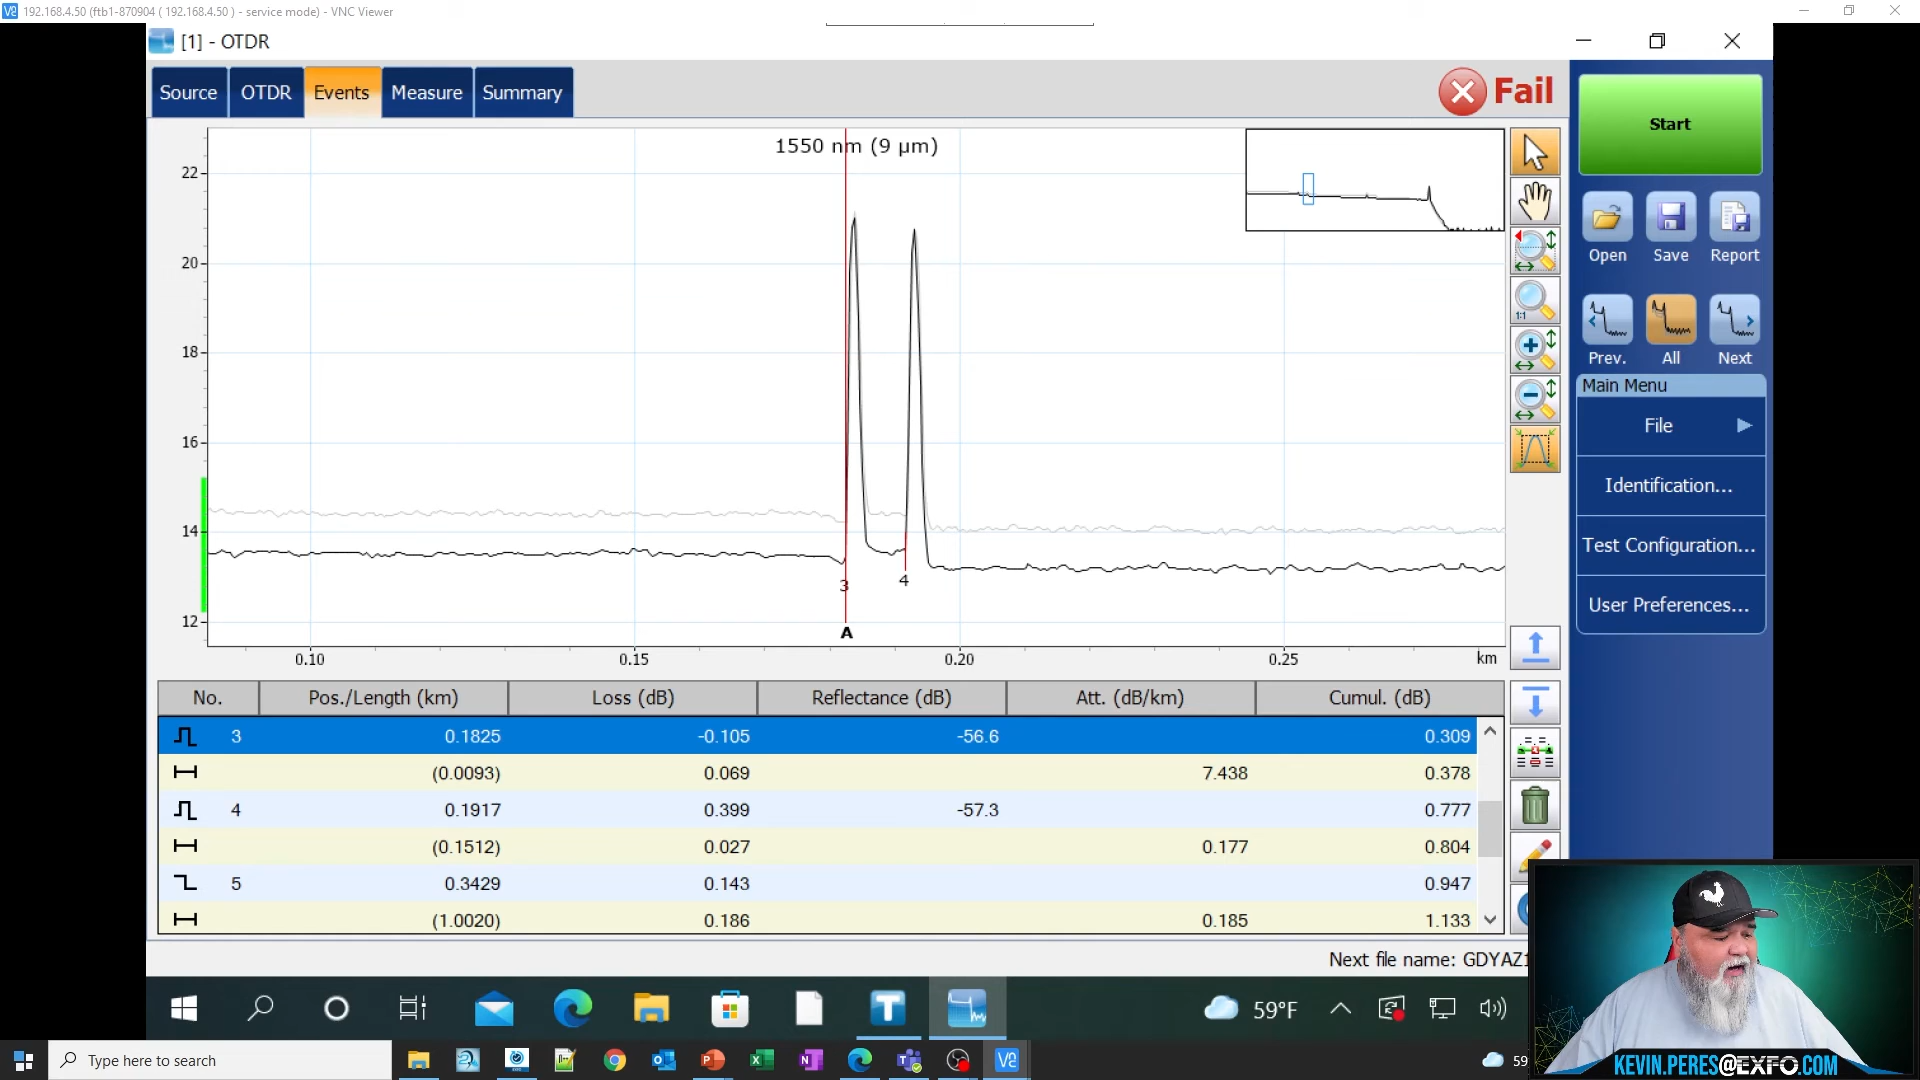 192.168.4.50 (ftb1-870904 ( 192.168.4.50 ) - service mode) - VNC Viewer
[1] - OTDR
Source OTDR Events Measure Summary
Fail
Start
1550 nm (9 µm)
22
20
18
16
14
12
3
4
A
0.10 0.15 0.20 0.25 km
Open Save Report
1:1
Prev. All Next
Main Menu
File
Identification...
Test Configuration...
User Preferences...
No. Pos./Length (km) Loss (dB) Reflectance (dB) Att. (dB/km) Cumul. (dB)
3 0.1825 -0.105 -56.6 0.309
(0.0093) 0.069 7.438 0.378
4 0.1917 0.399 -57.3 0.777
(0.1512) 0.027 0.177 0.804
5 0.3429 0.143 0.947
(1.0020) 0.186 0.185 1.133
Next file name: GDYAZ1
59°F
Type here to search
59
KEVIN.PERES@EXFO.COM